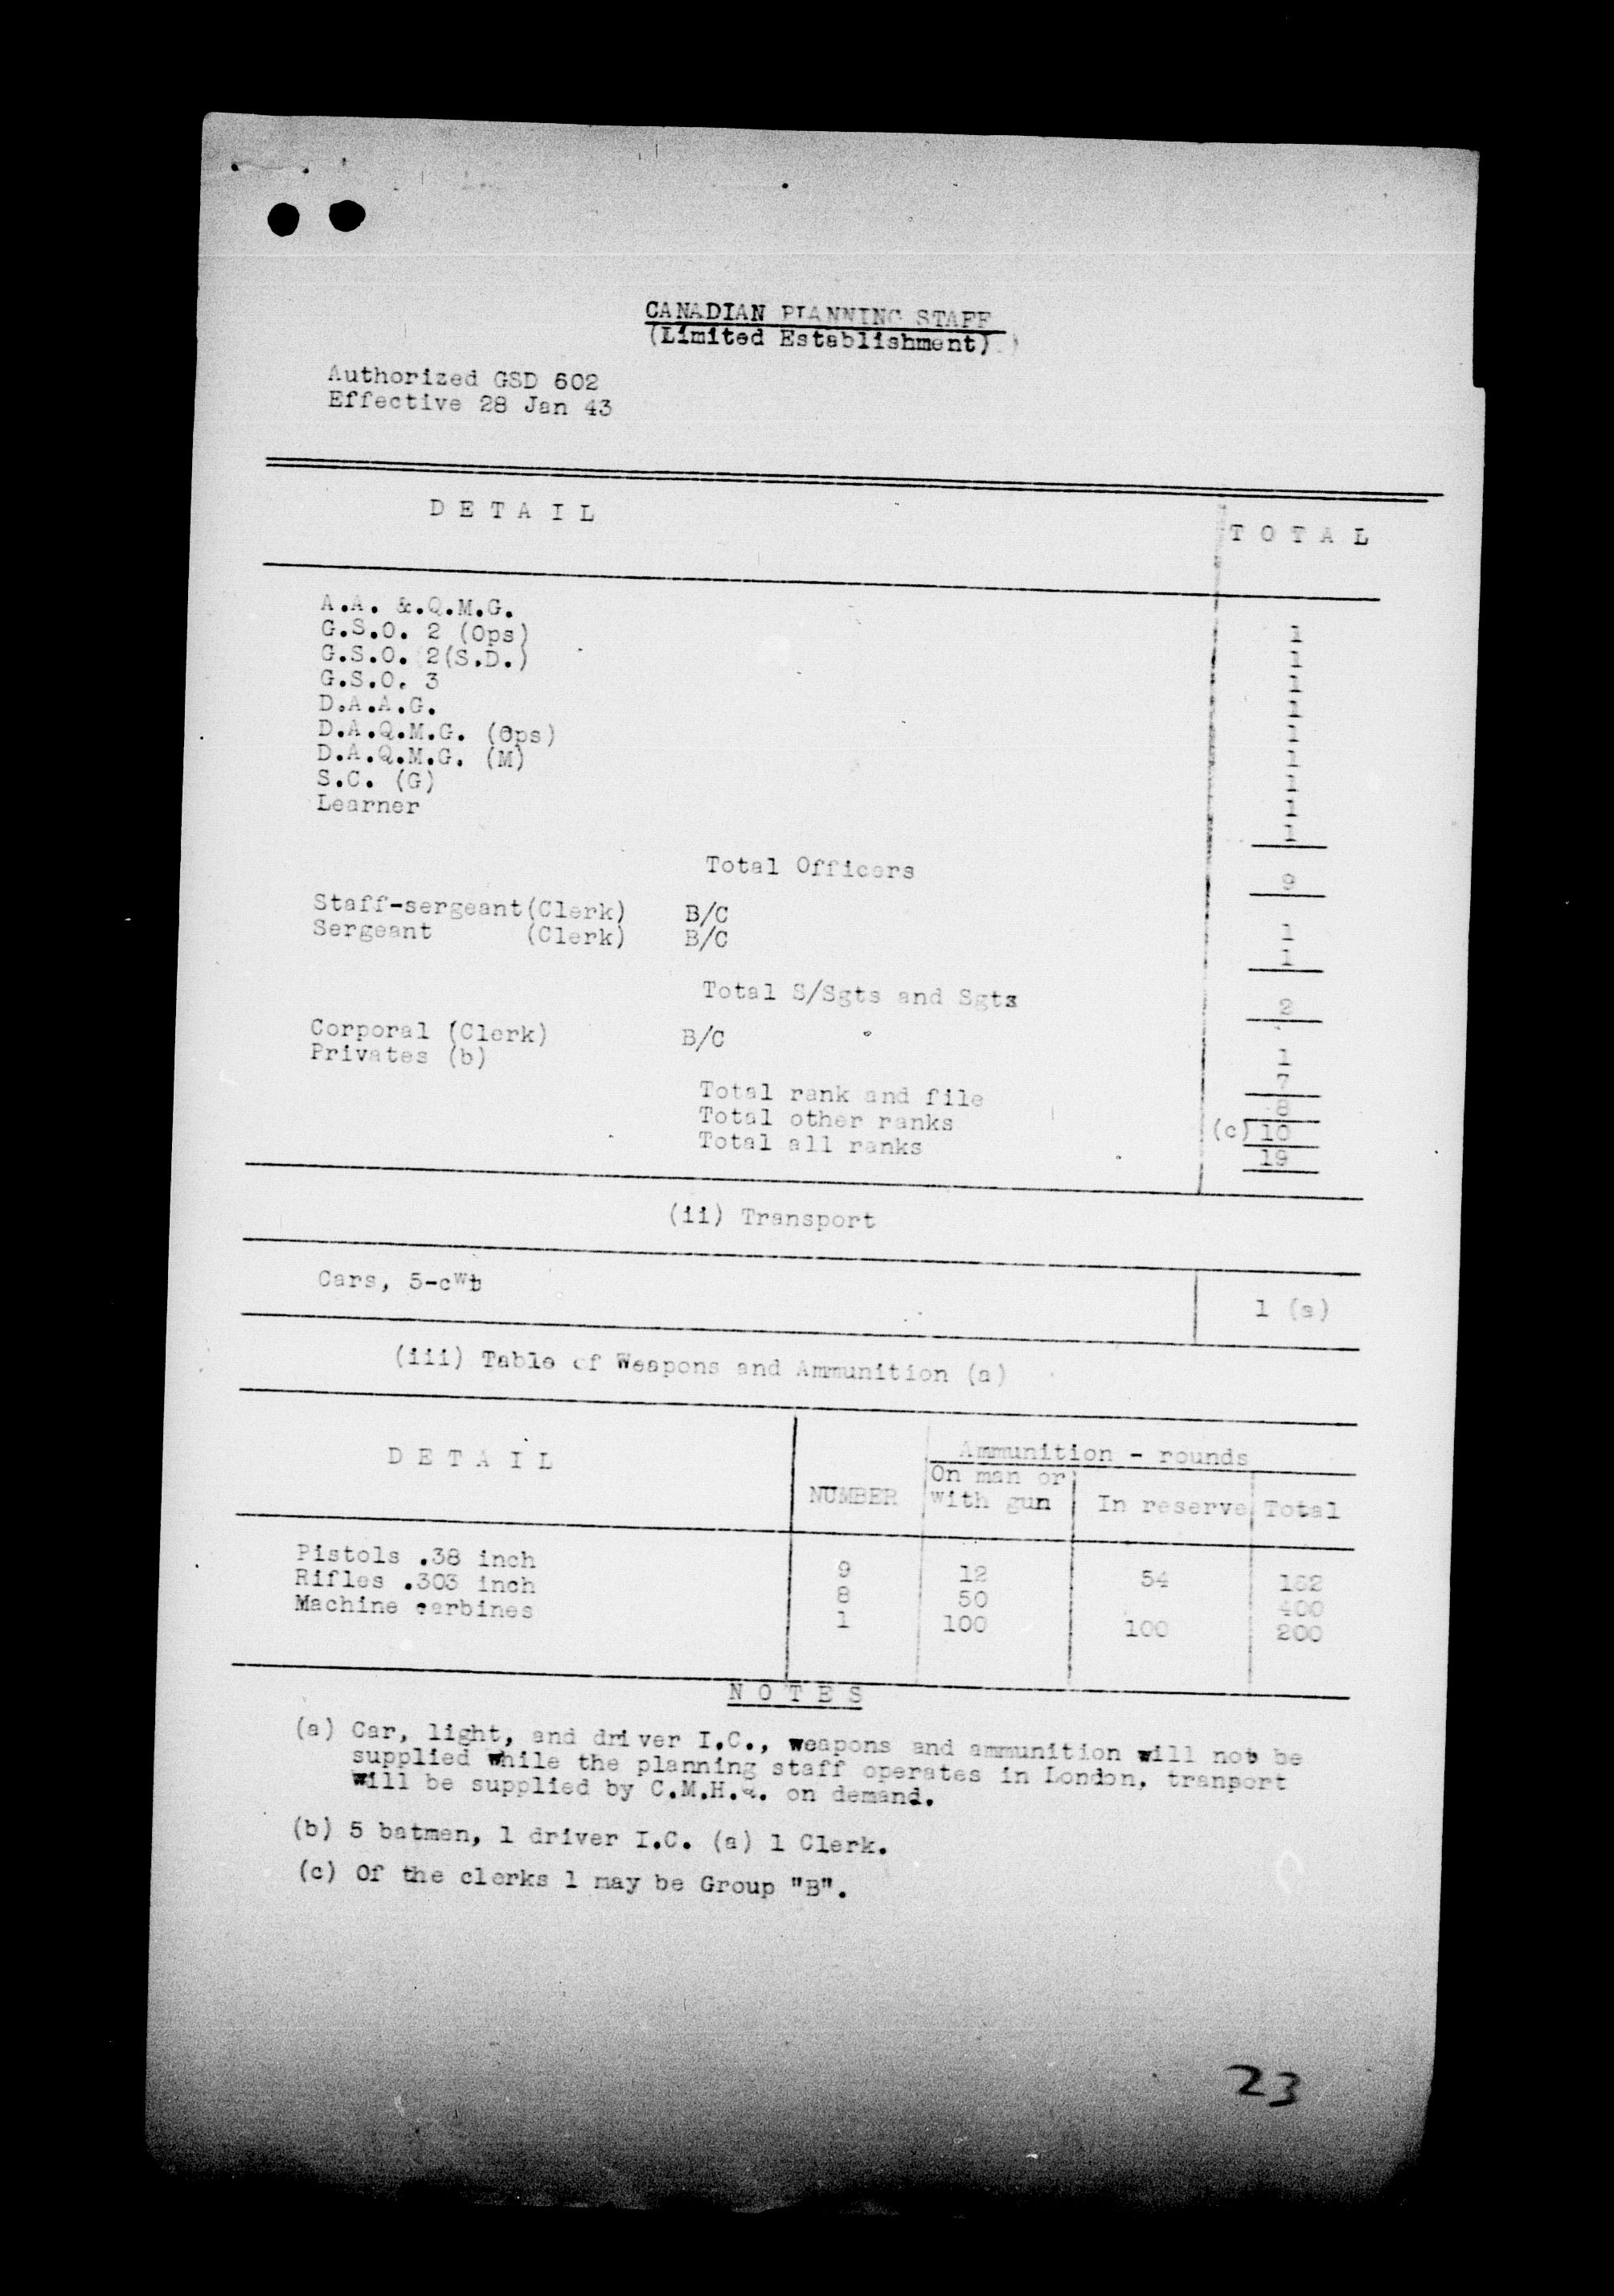 CANADIAN PLANNING STAFF
(Limited Establishment)
Authorized GSD 602
Effective 28 Jan 43
D E T A I L T O T A L
A.A. &.Q.M.G. 1
G.S.O. 2 (Ops) 1
G.S.O. 2(S.D.) 1
G.S.O. 3 1
D.A.A.G. 1
D.A.Q.M.G. (Ops) 1
D.A.Q.M.G. (M) 1
S.C. (G) 1
Learner 1
Total Officers 9
Staff-sergeant(Clerk) B/C 1
Sergeant (Clerk) B/C 1
Total S/Sgts and Sgts 2
Corporal (Clerk) B/C 1
Privates (b) 7
Total rank and file 8
Total other ranks (c) 10
Total all ranks 19
(ii) Transport
Cars, 5-cwt 1 (a)
(iii) Table of Weapons and Ammunition (a)
D E T A I L NUMBER Ammunition - rounds
On man or
with gun In reserve Total
Pistols .38 inch 9 12 54 162
Rifles .303 inch 8 50 400
Machine carbines 1 100 100 200
N O T E S
(a) Car, light, and driver I.C., weapons and ammunition will not be
supplied while the planning staff operates in London, tranport
will be supplied by C.M.H.Q. on demand.
(b) 5 batmen, 1 driver I.C. (a) 1 Clerk.
(c) Of the clerks 1 may be Group "B".
23